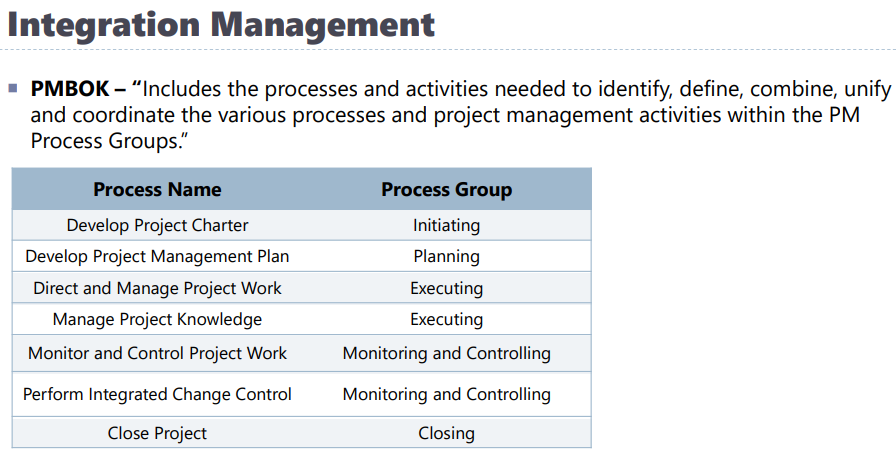 Integration Management
▪ PMBOK – “Includes the processes and activities needed to identify, define, combine, unify
and coordinate the various processes and project management activities within the PM
Process Groups.”
Process Name Process Group
Develop Project Charter Initiating
Develop Project Management Plan Planning
Direct and Manage Project Work Executing
Manage Project Knowledge Executing
Monitor and Control Project Work Monitoring and Controlling
Perform Integrated Change Control Monitoring and Controlling
Close Project Closing